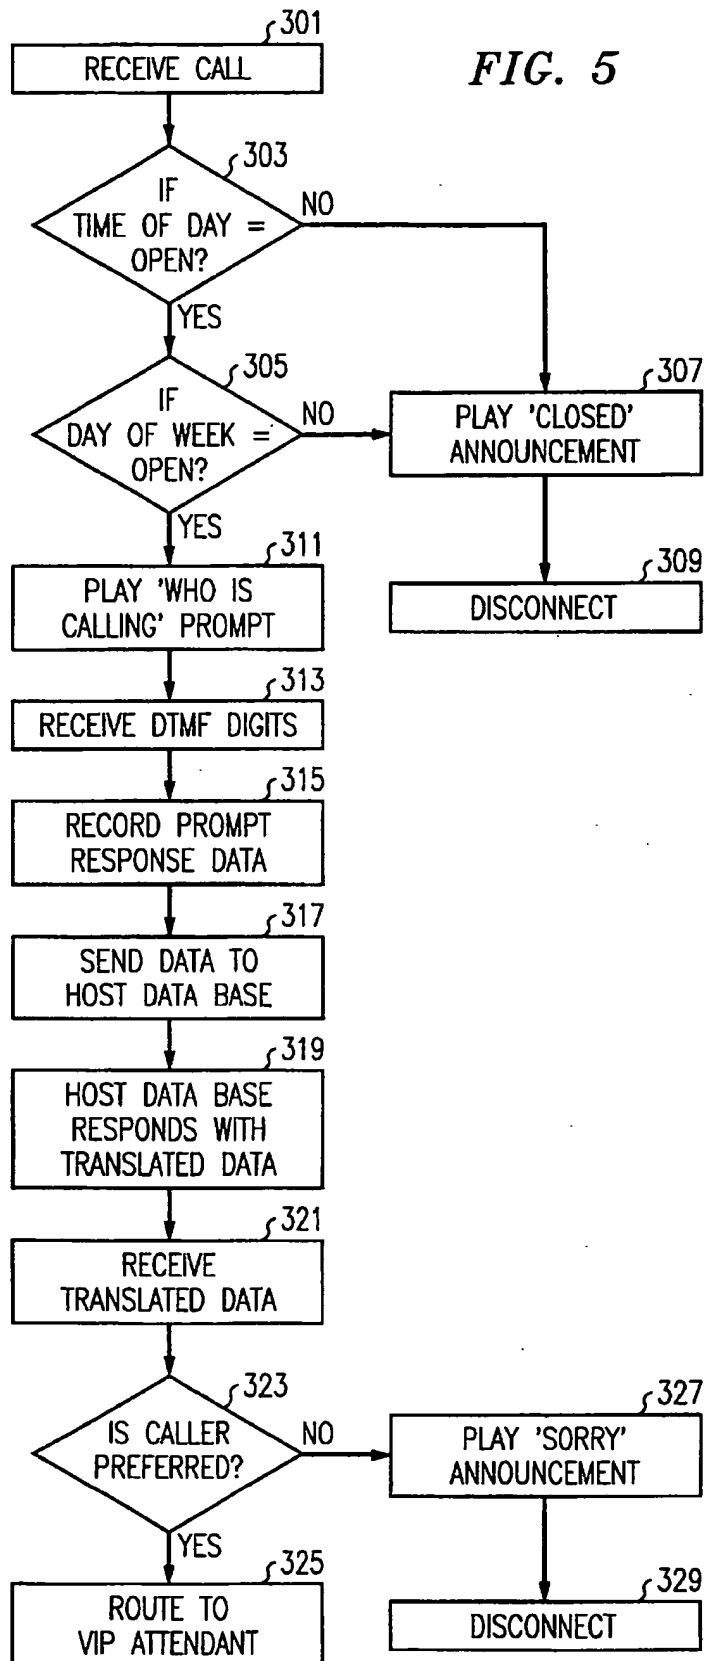 301
RECEIVE CALL
FIG. 5
303
IF
TIME OF DAY =
OPEN?
NO
YES
305
IF
DAY OF WEEK =
OPEN?
NO
YES
307
PLAY 'CLOSED'
ANNOUNCEMENT
309
DISCONNECT
311
PLAY 'WHO IS
CALLING' PROMPT
313
RECEIVE DTMF DIGITS
315
RECORD PROMPT
RESPONSE DATA
317
SEND DATA TO
HOST DATA BASE
319
HOST DATA BASE
RESPONDS WITH
TRANSLATED DATA
321
RECEIVE
TRANSLATED DATA
323
IS CALLER
PREFERRED?
NO
YES
327
PLAY 'SORRY'
ANNOUNCEMENT
325
ROUTE TO
VIP ATTENDANT
329
DISCONNECT